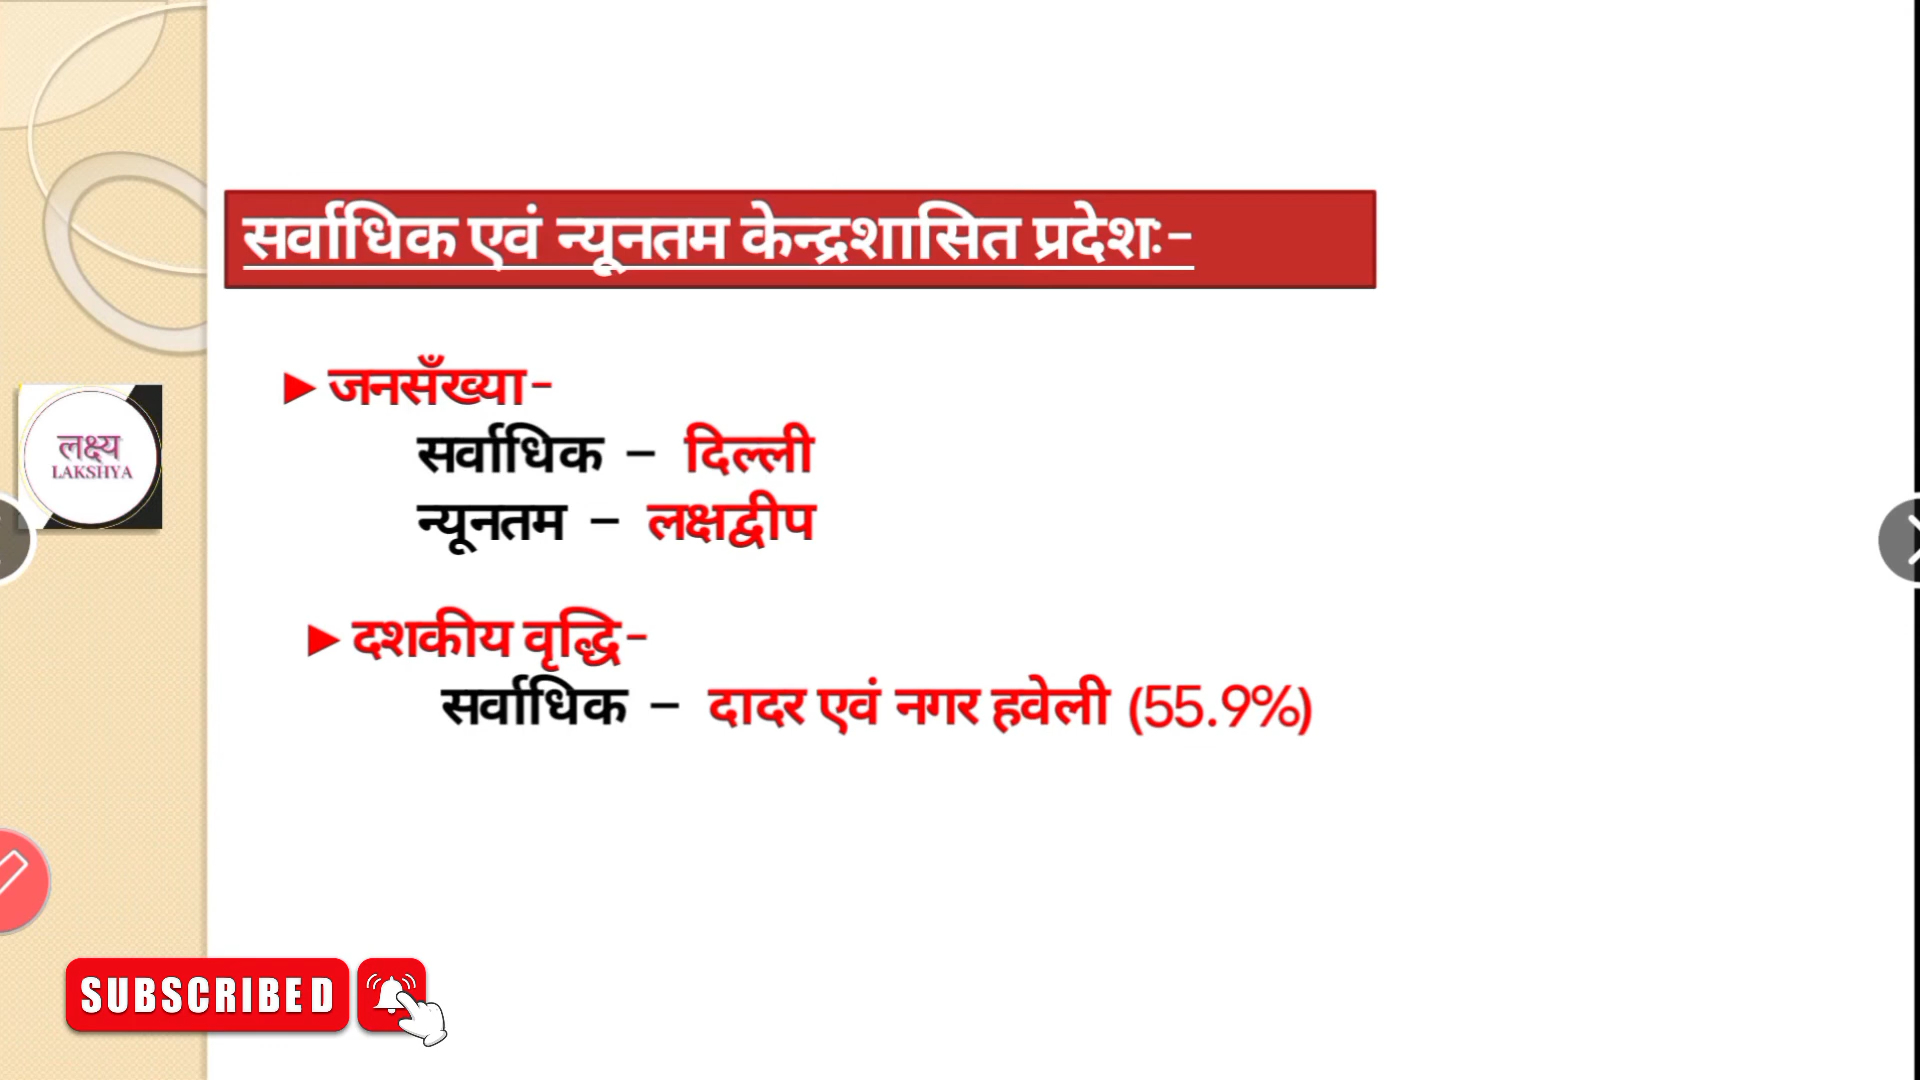 सर्वाधिक एवं न्यूनतम केन्द्रशासित प्रदेशः-
►जनसँख्या-
सर्वाधिक – दिल्ली
न्यूनतम – लक्षद्वीप
लक्ष्य
LAKSHYA
►दशकीय वृद्धि-
सर्वाधिक – दादर एवं नगर हवेली (55.9%)
SUBSCRIBED